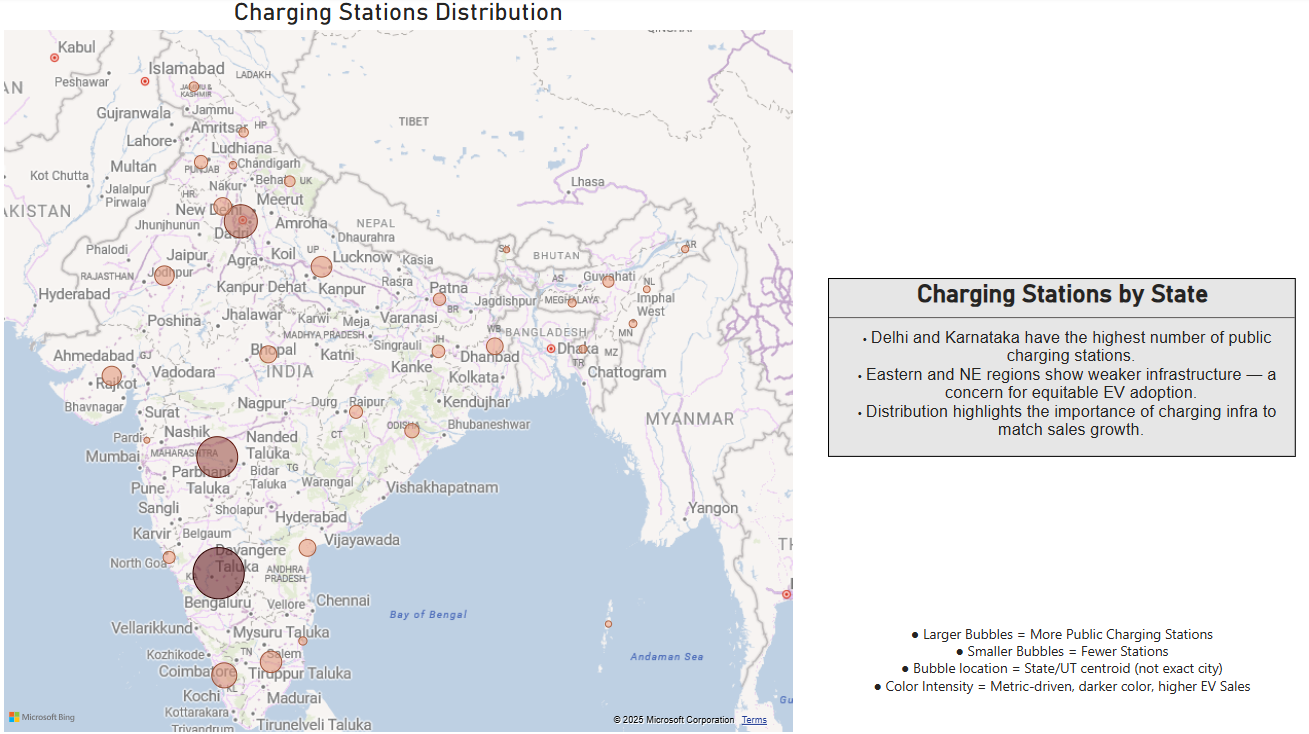 Charging Stations Distribution
QINGHAI
Kabul
Islamabad
LADAKH
Peshawar
AN
JAMMU &
KASHMIR
Gujranwala
Jammu
TIBET
Amritsar
HP
Lahore
Ludhiana
Multan
PUNJAB
Chandigarh
Kot Chutta
Jalalpur
Pirwala
Nakur
Behat
UK
Lhasa
HR
Meerut
AKISTAN
New Delhi
Jhunjhunun
Dadri
Amroha
NEPAL
Dhaurahra
Phalodi
Jaipur
Agra
Koil
UP
Lucknow
Kasia
SK
BHUTAN
AR
RAJASTHAN
Jodhpur
Kanpur Dehat
Kanpur
Rasra
Patna
AS
Guwahati
NL
Hyderabad
Jagdishpur
MEGHALAYA
Imphal
West
Poshina
Jhalawar
Karwi
Meja
Varanasi
BR
MADHYA PRADESH
WB
BANGLADESH
MN
Ahmedabad
GJ
Bhopal
Katni
Singrauli
JH
Dhanbad
Dhaka
MZ
Rajkot
Vadodara
INDIA
Kanke
Kolkata
TR
Chattogram
Bhavnagar
Surat
Nagpur
Durg
Raipur
Kendujhar
MYANMAR
Pardi
Nashik
Nanded
Taluka
CT
ODISHA
Bhubaneshwar
Mumbai
MAHARASHTRA
Parbhani
Taluka
Bidar
Taluka
TG
Warangal
Pune
Vishakhapatnam
Sangli
Sholapur
Hyderabad
Yangon
Karvir
Belgaum
Vijayawada
TH
North Goa
Davangere
Taluka
ANDHRA
PRADESH
KA
Bengaluru
Vellore
Chennai
Bay of Bengal
Vellarikkund
Mysuru Taluka
Kozhikode
TN
Salem
Andaman Sea
Coimbatore
Tiruppur Taluka
Kochi
KL
Madurai
Gu
Kottarakara
Trivandrum
Tirunelveli Taluka
Microsoft Bing
© 2025 Microsoft Corporation Terms
Charging Stations by State
• Delhi and Karnataka have the highest number of public
charging stations.
• Eastern and NE regions show weaker infrastructure — a
concern for equitable EV adoption.
• Distribution highlights the importance of charging infra to
match sales growth.
● Larger Bubbles = More Public Charging Stations
● Smaller Bubbles = Fewer Stations
● Bubble location = State/UT centroid (not exact city)
● Color Intensity = Metric-driven, darker color, higher EV Sales